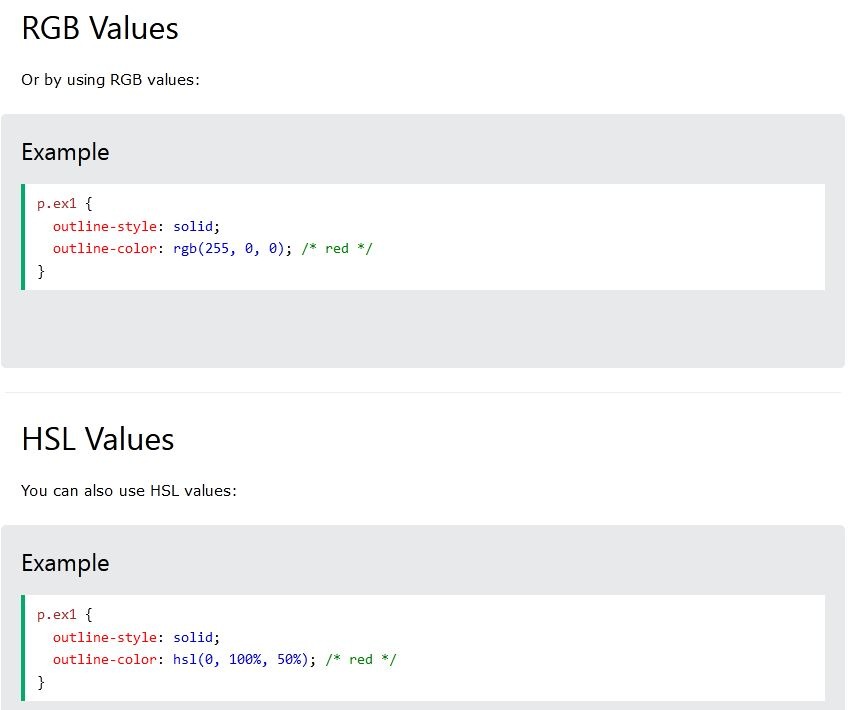 RGB Values
Or by using RGB values:
Example
p.ex1 {
  outline-style: solid;
  outline-color: rgb(255, 0, 0); /* red */
}
HSL Values
You can also use HSL values:
Example
p.ex1 {
  outline-style: solid;
  outline-color: hsl(0, 100%, 50%); /* red */
}